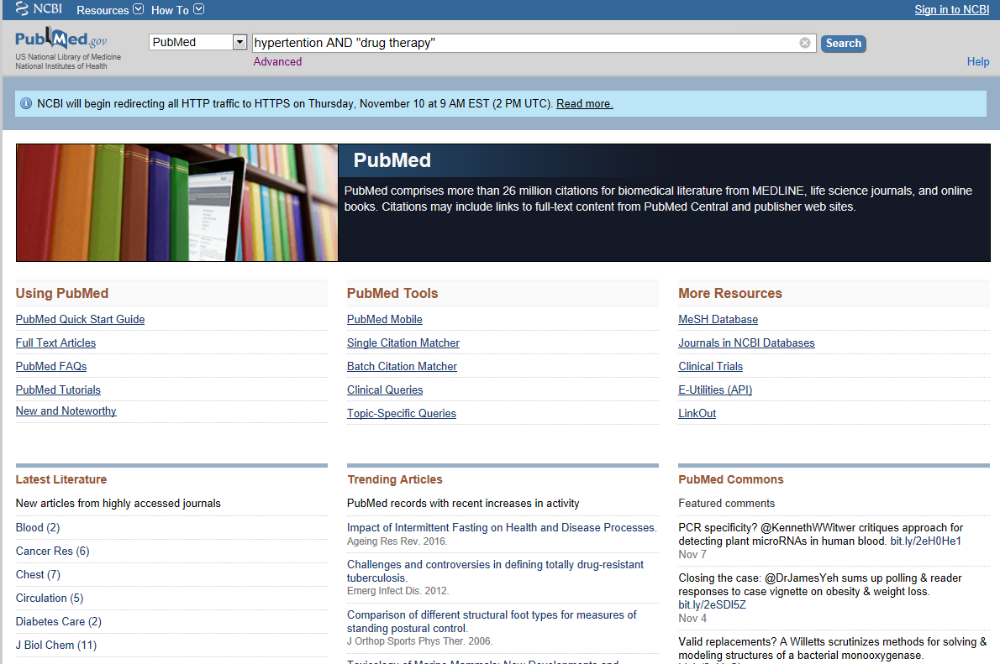 NCBI Resources How To Sign in to NCBI
PubMed.gov
US National Library of Medicine
National Institutes of Health
PubMed
hypertention AND "drug therapy"
Search
Advanced
Help
NCBI will begin redirecting all HTTP traffic to HTTPS on Thursday, November 10 at 9 AM EST (2 PM UTC). Read more.
PubMed
PubMed comprises more than 26 million citations for biomedical literature from MEDLINE, life science journals, and online
books. Citations may include links to full-text content from PubMed Central and publisher web sites.
Using PubMed
PubMed Quick Start Guide
Full Text Articles
PubMed FAQs
PubMed Tutorials
New and Noteworthy
PubMed Tools
PubMed Mobile
Single Citation Matcher
Batch Citation Matcher
Clinical Queries
Topic-Specific Queries
More Resources
MeSH Database
Journals in NCBI Databases
Clinical Trials
E-Utilities (API)
LinkOut
Latest Literature
New articles from highly accessed journals
Blood (2)
Cancer Res (6)
Chest (7)
Circulation (5)
Diabetes Care (2)
J Biol Chem (11)
Trending Articles
PubMed records with recent increases in activity
Impact of Intermittent Fasting on Health and Disease Processes.
Ageing Res Rev. 2016.
Challenges and controversies in defining totally drug-resistant
tuberculosis.
Emerg Infect Dis. 2012.
Comparison of different structural foot types for measures of
standing postural control.
J Orthop Sports Phys Ther. 2006.
Toxicology of Marine Mammals: New Developments and
PubMed Commons
Featured comments
PCR specificity? @KennethWWitwer critiques approach for
detecting plant microRNAs in human blood. bit.ly/2eH0He1
Nov 7
Closing the case: @DrJamesYeh sums up polling & reader
responses to case vignette on obesity & weight loss.
bit.ly/2eSDl5Z
Nov 4
Valid replacements? A Willetts scrutinizes methods for solving &
modeling structures of a bacterial monooxygenase.